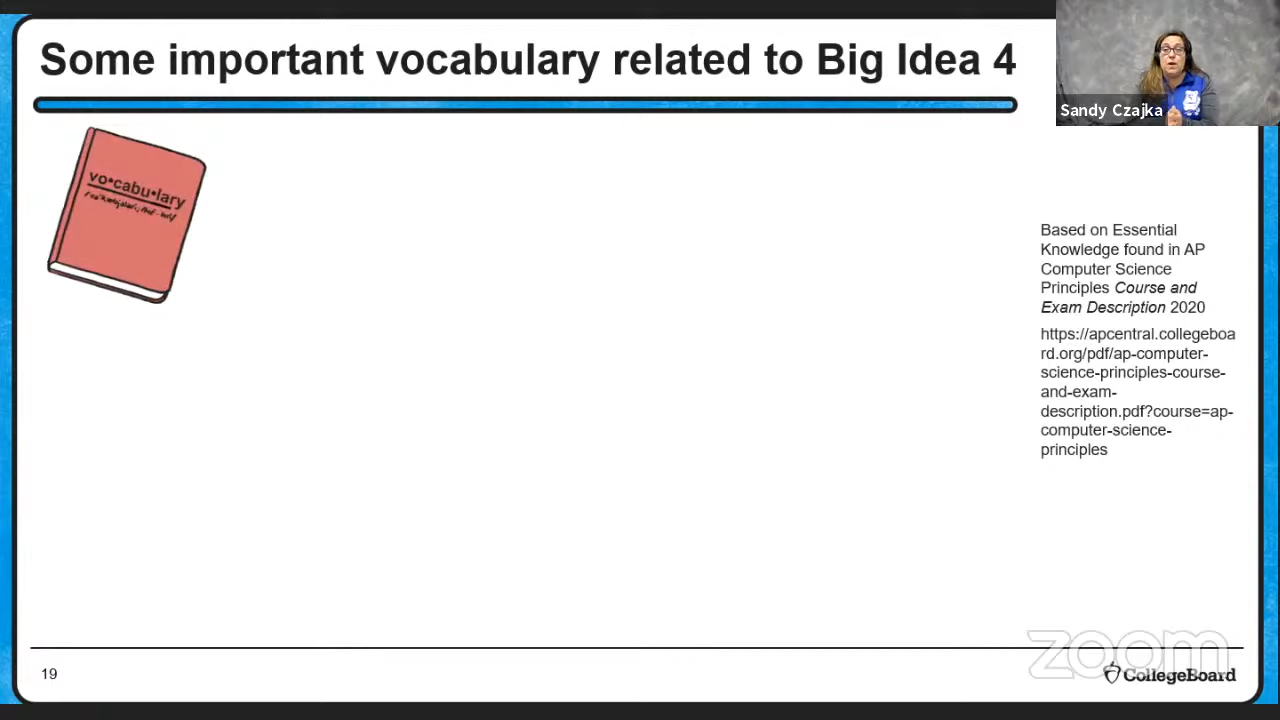 Some important vocabulary related to Big Idea 4
Sandy Czajka
vo•cabu•lary
Based on Essential
Knowledge found in AP
Computer Science
Principles Course and
Exam Description 2020
https://apcentral.collegeboa
rd.org/pdf/ap-computer-
science-principles-course-
and-exam-
description.pdf?course=ap-
computer-science-
principles
zoom
19
CollegeBoard